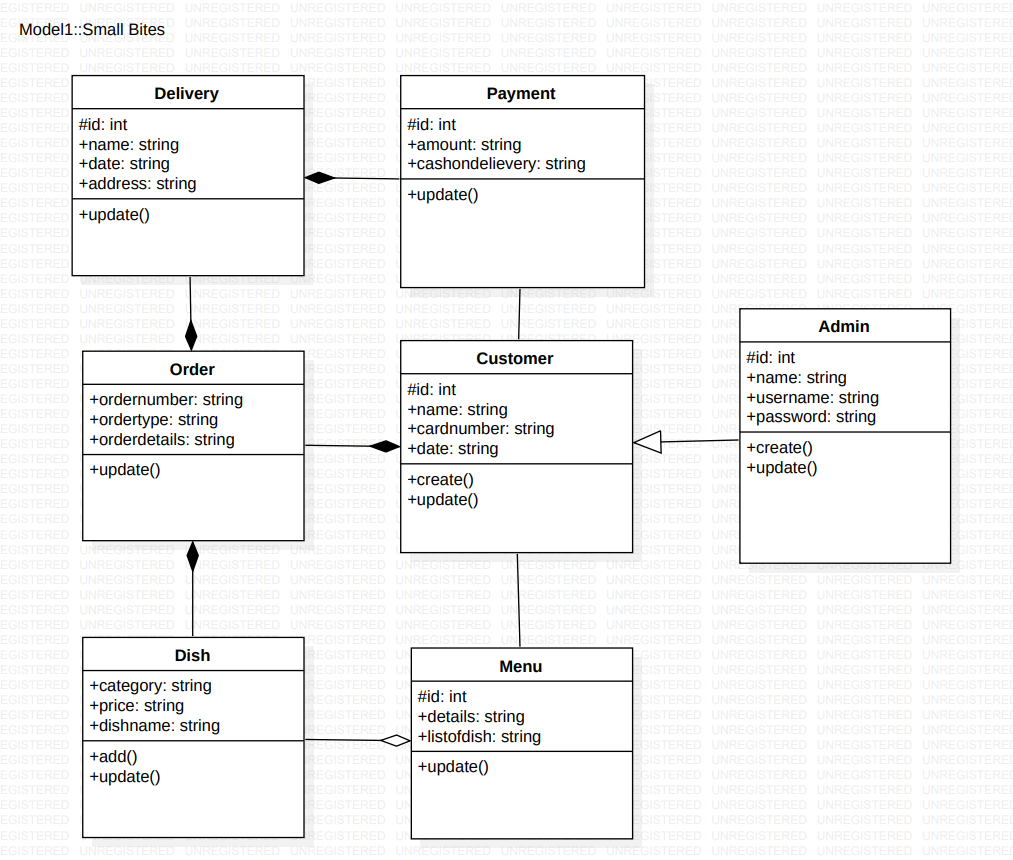 Model1::Small Bites
Delivery
#id: int
+name: string
+date: string
+address: string
+update()
Payment
#id: int
+amount: string
+cashondelievery: string
+update()
Order
+ordernumber: string
+ordertype: string
+orderdetails: string
+update()
Customer
#id: int
+name: string
+cardnumber: string
+date: string
+create()
+update()
Admin
#id: int
+name: string
+username: string
+password: string
+create()
+update()
Dish
+category: string
+price: string
+dishname: string
+add()
+update()
Menu
#id: int
+details: string
+listofdish: string
+update()
UNREGISTERED